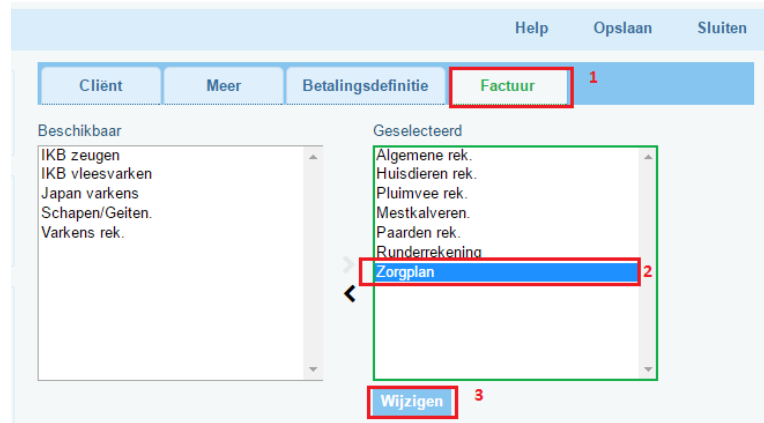 Help Opslaan Sluiten
Cliënt Meer Betalingsdefinitie Factuur 1
Beschikbaar
IKB zeugen
IKB vleesvarken
Japan varkens
Schapen/Geiten.
Varkens rek.
Geselecteerd
Algemene rek.
Huisdieren rek.
Pluimvee rek.
Mestkalveren.
Paarden rek.
Runderrekening
Zorgplan 2
Wijzigen 3